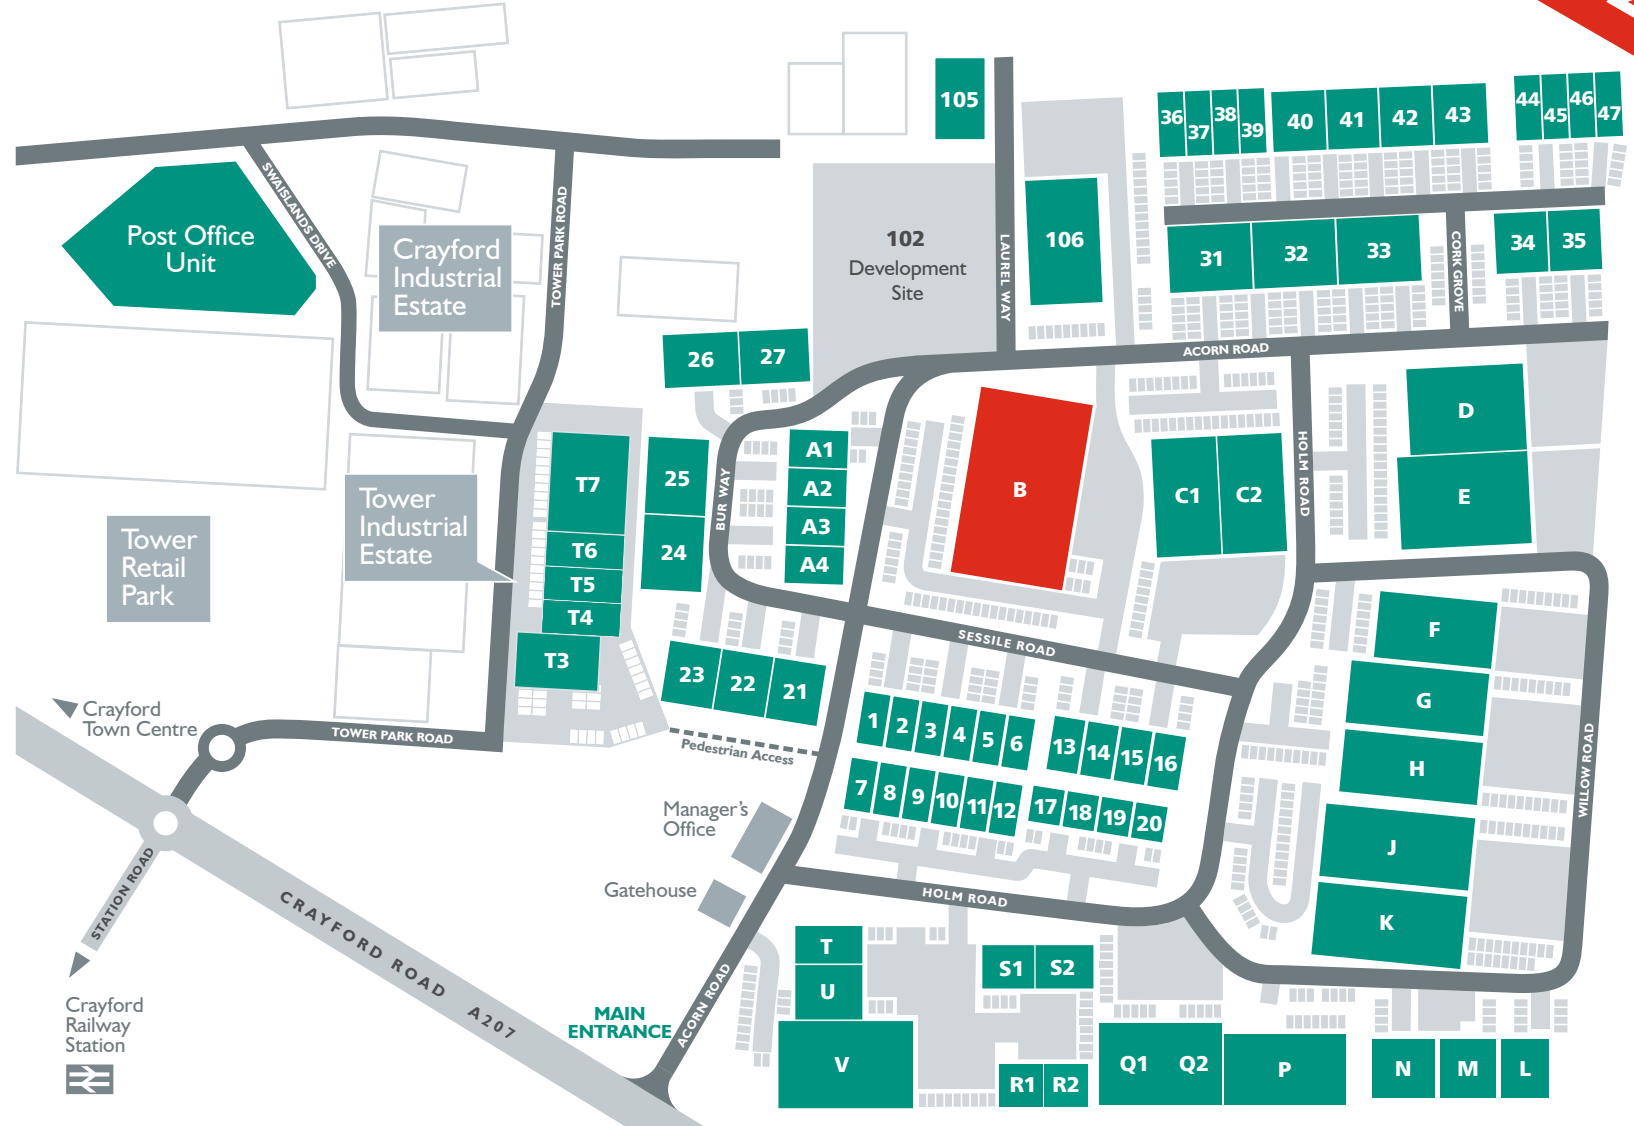 105
36
37
38
39
40
41
42
43
44
45
46
47
SWAISLANDS DRIVE
Post Office
Unit
Crayford
Industrial
Estate
TOWER PARK ROAD
102
Development
Site
LAUREL WAY
106
31
32
33
CORK GROVE
34
35
26
27
ACORN ROAD
B
C1
C2
HOLM ROAD
D
E
A1
A2
A3
A4
BUR WAY
25
24
T7
T6
T5
T4
T3
Tower
Industrial
Estate
Tower
Retail
Park
SESSILE ROAD
23
22
21
F
G
H
J
K
WILLOW ROAD
Crayford
Town Centre
TOWER PARK ROAD
Pedestrian Access
1
2
3
4
5
6
13
14
15
16
7
8
9
10
11
12
17
18
19
20
Manager's
Office
Gatehouse
HOLM ROAD
STATION ROAD
CRAYFORD ROAD A207
Crayford
Railway
Station
MAIN
ENTRANCE
ACORN ROAD
T
U
V
S1
S2
R1
R2
Q1
Q2
P
N
M
L